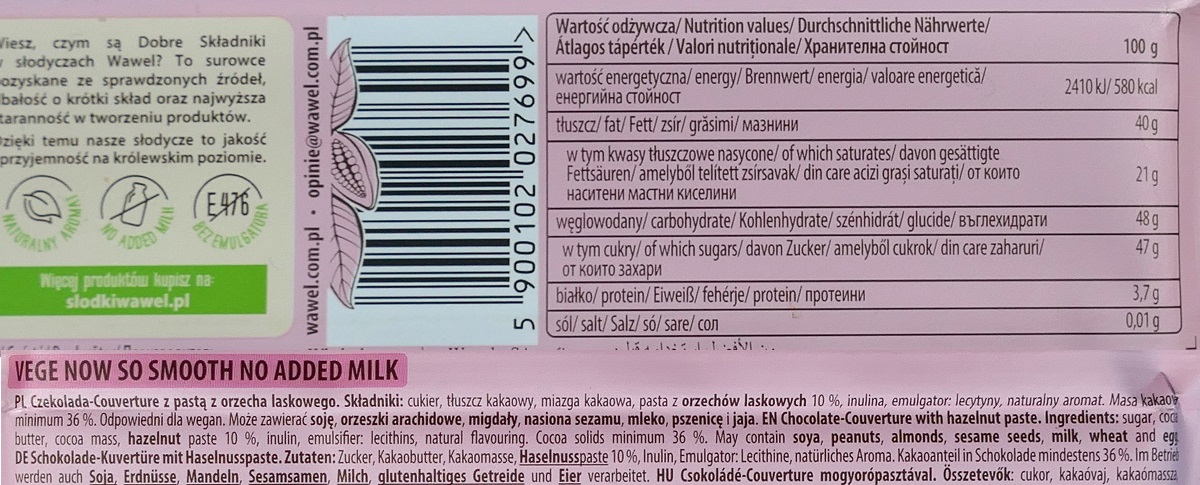 Wiesz, czym są Dobre Składniki
w słodyczach Wawel? To surowce
pozyskane ze sprawdzonych źródeł,
dbałość o krótki skład oraz najwyższa
staranność w tworzeniu produktów.
Dzięki temu nasze słodycze to jakość
przyjemność na królewskim poziomie.
NATURALNY AROMAT
NO ADDED MILK
E476
BEZ EMULGATORA
Więcej produktów kupisz na:
slodkiwawel.pl
wawel.com.pl • opinie@wawel.com.pl
5 900102 027699 >
Wartość odżywcza/ Nutrition values/ Durchschnittliche Nährwerte/
Átlagos tápérték / Valori nutriționale/ Хранителна стойност 100 g
wartość energetyczna/ energy/ Brennwert/ energia/ valoare energetică/
енергийна стойност 2410 kJ/ 580 kcal
tłuszcz/ fat/ Fett/ zsír/ grăsimi/ мазнини 40 g
w tym kwasy tłuszczowe nasycone/ of which saturates/ davon gesättigte
Fettsäuren/ amelyből telített zsírsavak/ din care acizi grași saturați/ от които
наситени мастни киселини 21 g
węglowodany/ carbohydrate/ Kohlenhydrate/ szénhidrát/ glucide/ въглехидрати 48 g
w tym cukry/ of which sugars/ davon Zucker/ amelyből cukrok/ din care zaharuri/
от които захари 47 g
białko/ protein/ Eiweiß/ fehérje/ protein/ протеини 3,7 g
sól/ salt/ Salz/ só/ sare/ сол 0,01 g
VEGE NOW SO SMOOTH NO ADDED MILK
PL Czekolada-Couverture z pastą z orzecha laskowego. Składniki: cukier, tłuszcz kakaowy, miazga kakaowa, pasta z orzechów laskowych 10 %, inulina, emulgator: lecytyny, naturalny aromat. Masa kakaow
minimum 36 %. Odpowiedni dla wegan. Może zawierać soję, orzeszki arachidowe, migdały, nasiona sezamu, mleko, pszenicę i jaja. EN Chocolate-Couverture with hazelnut paste. Ingredients: sugar, cocoa
butter, cocoa mass, hazelnut paste 10 %, inulin, emulsifier: lecithins, natural flavouring. Cocoa solids minimum 36 %. May contain soya, peanuts, almonds, sesame seeds, milk, wheat and egg
DE Schokolade-Kuvertüre mit Haselnusspaste. Zutaten: Zucker, Kakaobutter, Kakaomasse, Haselnusspaste 10 %, Inulin, Emulgator: Lecithine, natürliches Aroma. Kakaoanteil in Schokolade mindestens 36 %. Im Betrieb
werden auch Soja, Erdnüsse, Mandeln, Sesamsamen, Milch, glutenhaltiges Getreide und Eier verarbeitet. HU Csokoládé-Couverture mogyorópasztával. Összetevők: cukor, kakaóvaj, kakaómassza,